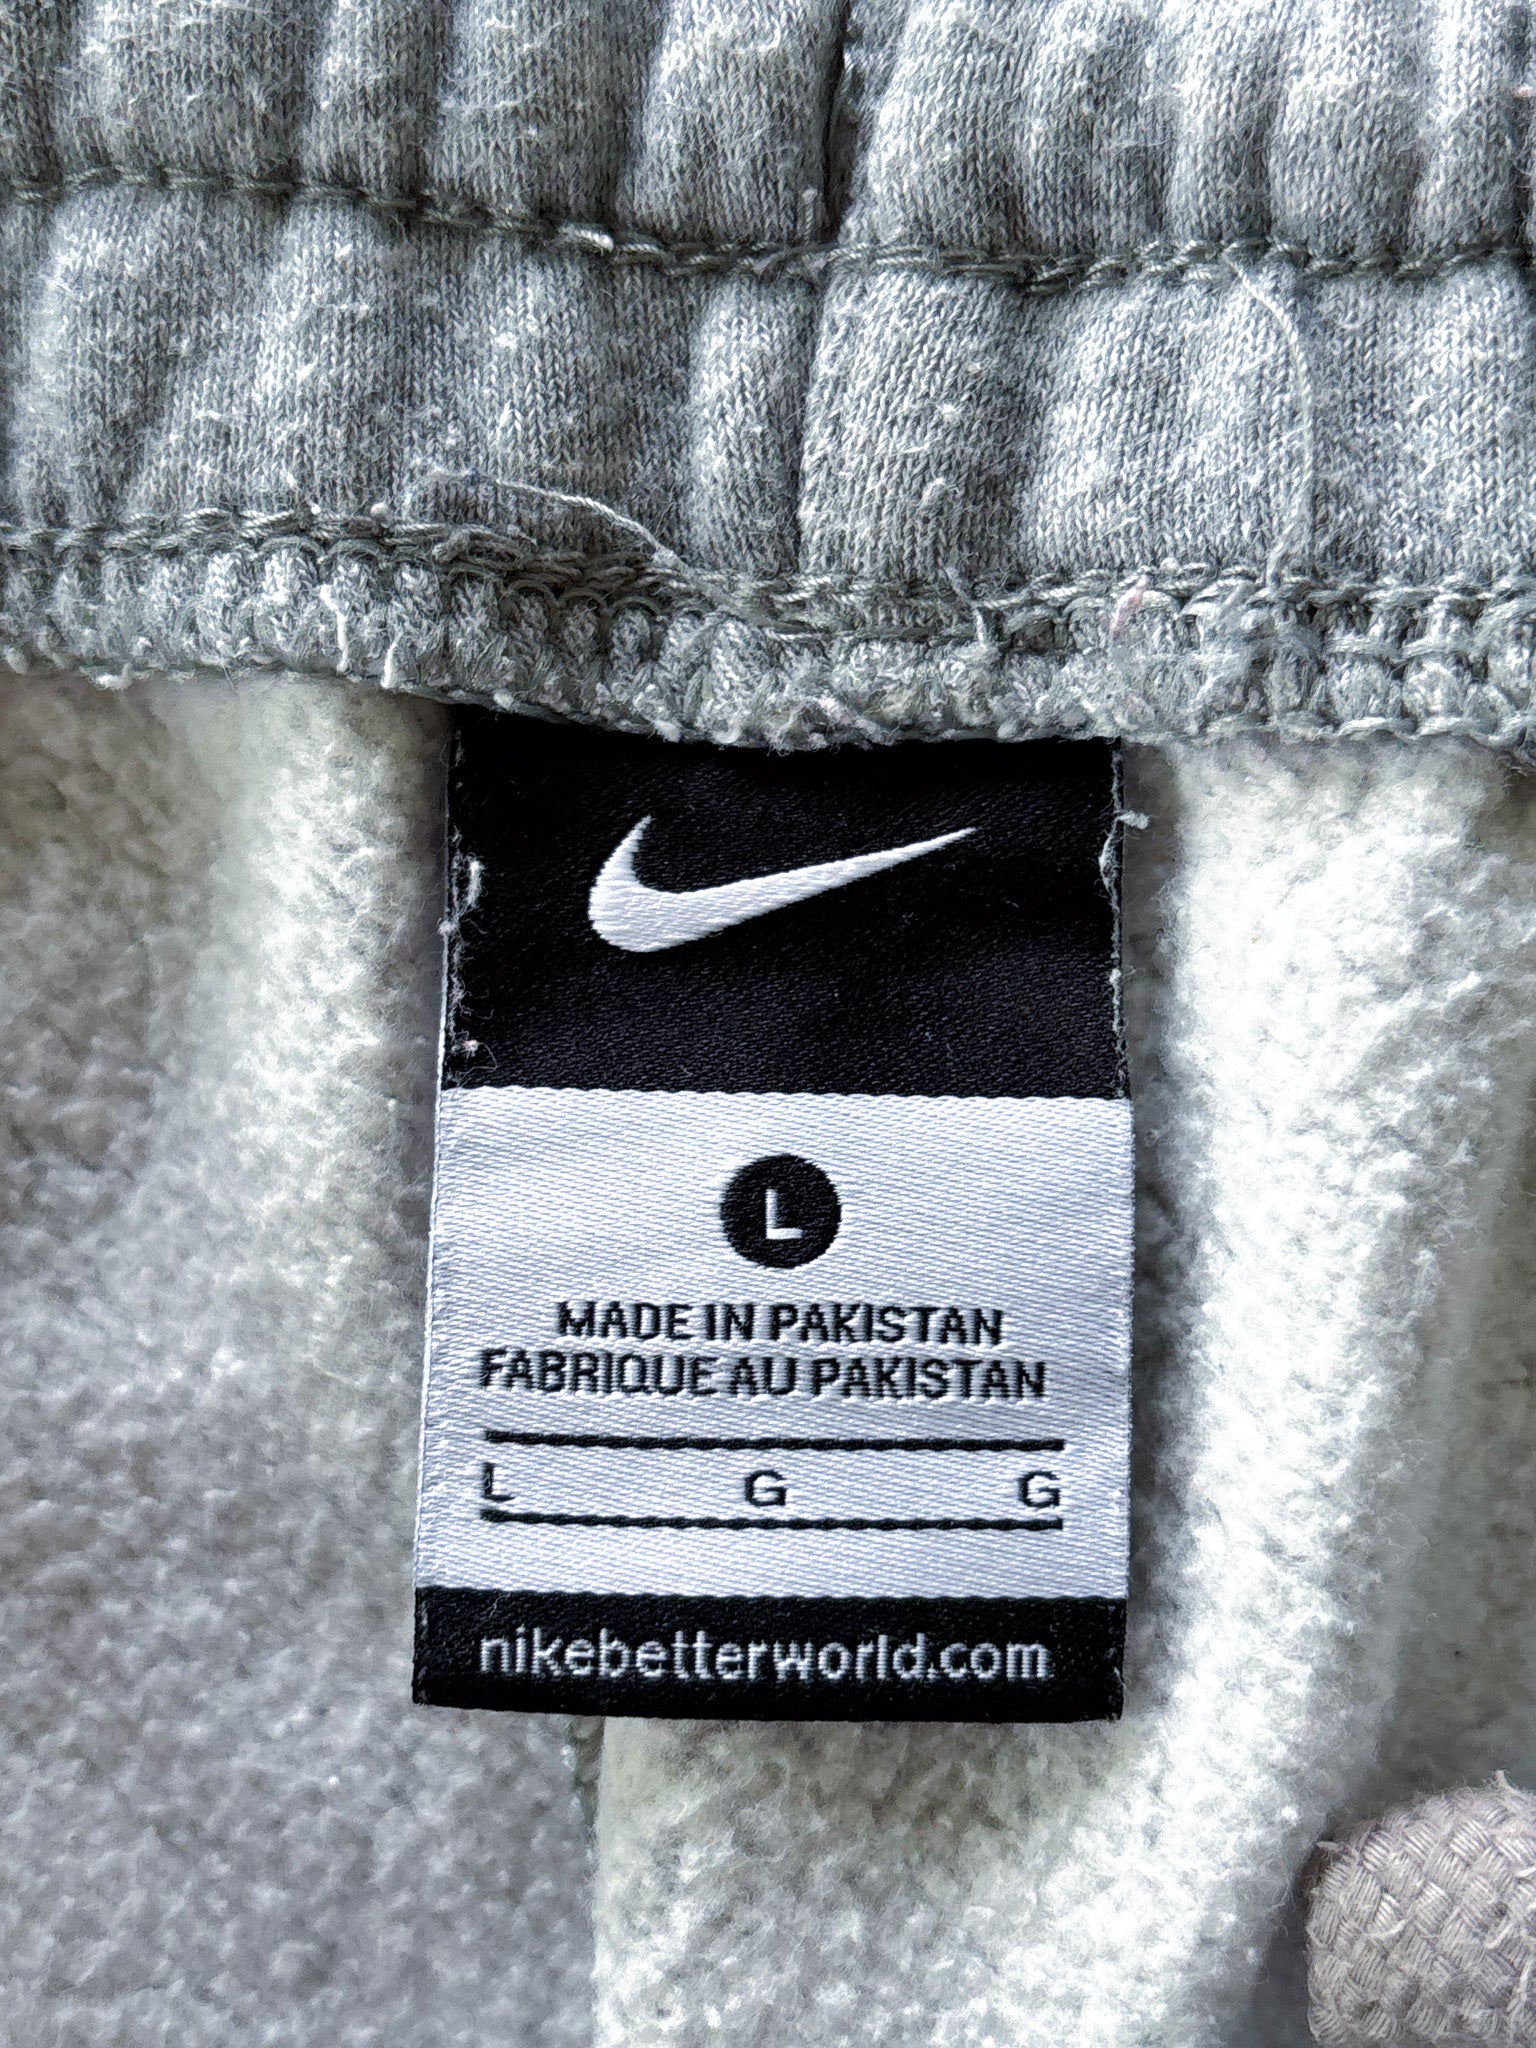 L
MADE IN PAKISTAN
FABRIQUE AU PAKISTAN
L G G
nikebetterworld.com